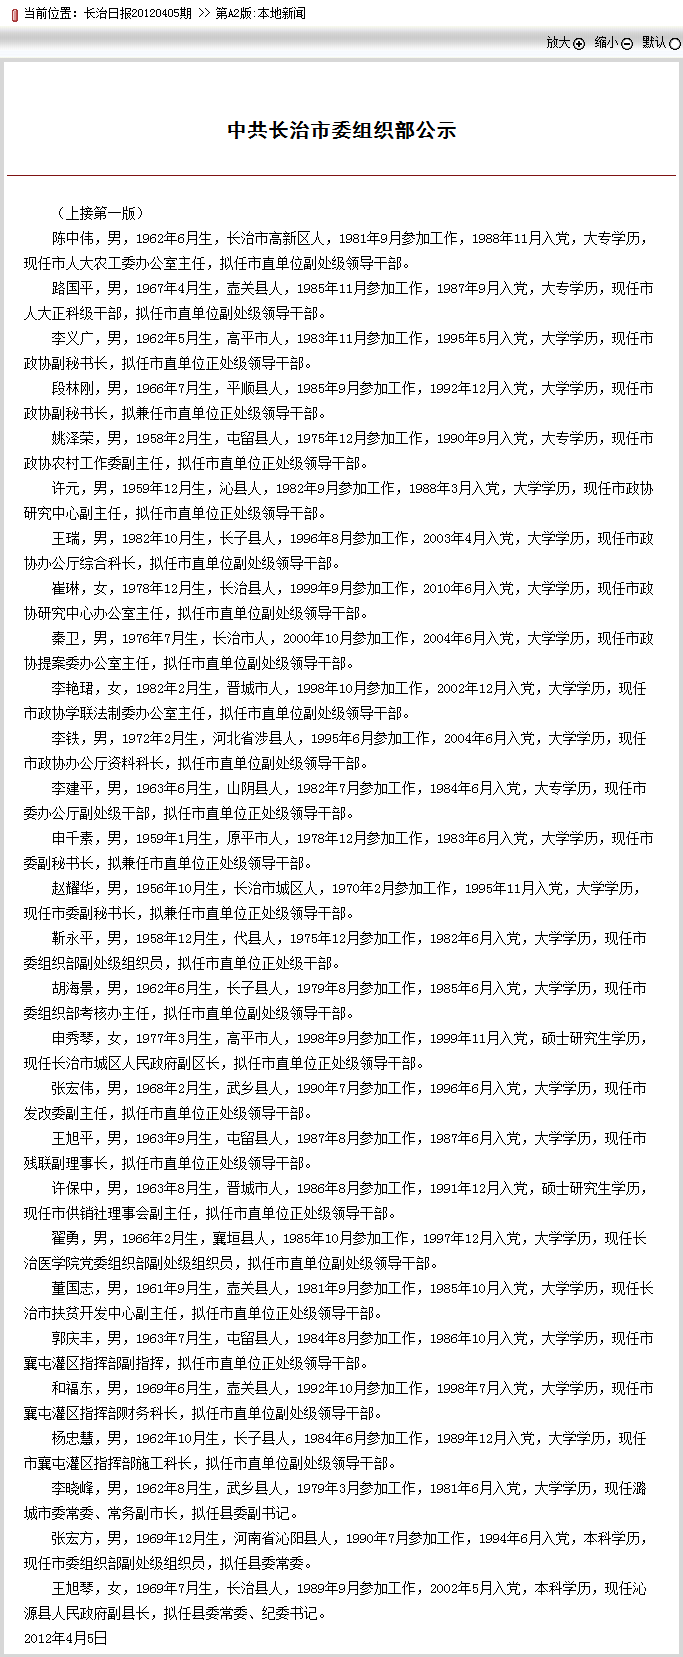 当前位置：长治日报20120405期 >> 第A2版:本地新闻
放大 缩小 默认
中共长治市委组织部公示
（上接第一版）
陈中伟，男，1962年6月生，长治市高新区人，1981年9月参加工作，1988年11月入党，大专学历，
现任市人大农工委办公室主任，拟任市直单位副处级领导干部。
路国平，男，1967年4月生，壶关县人，1985年11月参加工作，1987年9月入党，大专学历，现任市
人大正科级干部，拟任市直单位副处级领导干部。
李义广，男，1962年5月生，高平市人，1983年11月参加工作，1995年5月入党，大学学历，现任市
政协副秘书长，拟任市直单位正处级领导干部。
段林刚，男，1966年7月生，平顺县人，1985年9月参加工作，1992年12月入党，大学学历，现任市
政协副秘书长，拟兼任市直单位正处级领导干部。
姚泽荣，男，1958年2月生，屯留县人，1975年12月参加工作，1990年9月入党，大专学历，现任市
政协农村工作委副主任，拟任市直单位正处级领导干部。
许元，男，1959年12月生，沁县人，1982年9月参加工作，1988年3月入党，大学学历，现任市政协
研究中心副主任，拟任市直单位正处级领导干部。
王瑞，男，1982年10月生，长子县人，1996年8月参加工作，2003年4月入党，大学学历，现任市政
协办公厅综合科长，拟任市直单位副处级领导干部。
崔琳，女，1978年12月生，长治县人，1999年9月参加工作，2010年6月入党，大学学历，现任市政
协研究中心办公室主任，拟任市直单位副处级领导干部。
秦卫，男，1976年7月生，长治市人，2000年10月参加工作，2004年6月入党，大学学历，现任市政
协提案委办公室主任，拟任市直单位副处级领导干部。
李艳珺，女，1982年2月生，晋城市人，1998年10月参加工作，2002年12月入党，大学学历，现任
市政协学联法制委办公室主任，拟任市直单位副处级领导干部。
李铁，男，1972年2月生，河北省涉县人，1995年6月参加工作，2004年6月入党，大学学历，现任
市政协办公厅资料科长，拟任市直单位副处级领导干部。
李建平，男，1963年6月生，山阴县人，1982年7月参加工作，1984年6月入党，大专学历，现任市
委办公厅副处级干部，拟任市直单位正处级领导干部。
申千素，男，1959年1月生，原平市人，1978年12月参加工作，1983年6月入党，大学学历，现任市
委副秘书长，拟兼任市直单位正处级领导干部。
赵耀华，男，1956年10月生，长治市城区人，1970年2月参加工作，1995年11月入党，大学学历，
现任市委副秘书长，拟兼任市直单位正处级领导干部。
靳永平，男，1958年12月生，代县人，1975年12月参加工作，1982年6月入党，大学学历，现任市
委组织部副处级组织员，拟任市直单位正处级干部。
胡海景，男，1962年6月生，长子县人，1979年8月参加工作，1985年6月入党，大学学历，现任市
委组织部考核办主任，拟任市直单位副处级领导干部。
申秀琴，女，1977年3月生，高平市人，1998年9月参加工作，1999年11月入党，硕士研究生学历，
现任长治市城区人民政府副区长，拟任市直单位正处级领导干部。
张宏伟，男，1968年2月生，武乡县人，1990年7月参加工作，1996年6月入党，大学学历，现任市
发改委副主任，拟任市直单位正处级领导干部。
王旭平，男，1963年9月生，屯留县人，1987年8月参加工作，1987年6月入党，大学学历，现任市
残联副理事长，拟任市直单位正处级领导干部。
许保中，男，1963年8月生，晋城市人，1986年8月参加工作，1991年12月入党，硕士研究生学历，
现任市供销社理事会副主任，拟任市直单位正处级领导干部。
翟勇，男，1966年2月生，襄垣县人，1985年10月参加工作，1997年12月入党，大学学历，现任长
治医学院党委组织部副处级组织员，拟任市直单位副处级领导干部。
董国志，男，1961年9月生，壶关县人，1981年9月参加工作，1985年10月入党，大学学历，现任长
治市扶贫开发中心副主任，拟任市直单位正处级领导干部。
郭庆丰，男，1963年7月生，屯留县人，1984年8月参加工作，1986年10月入党，大学学历，现任市
襄屯灌区指挥部副指挥，拟任市直单位正处级领导干部。
和福东，男，1969年6月生，壶关县人，1992年10月参加工作，1998年7月入党，大学学历，现任市
襄屯灌区指挥部财务科长，拟任市直单位副处级领导干部。
杨忠慧，男，1962年10月生，长子县人，1984年6月参加工作，1989年12月入党，大学学历，现任
市襄屯灌区指挥部施工科长，拟任市直单位副处级领导干部。
李晓峰，男，1962年8月生，武乡县人，1979年3月参加工作，1981年6月入党，大学学历，现任潞
城市委常委、常务副市长，拟任县委副书记。
张宏方，男，1969年12月生，河南省沁阳县人，1990年7月参加工作，1994年6月入党，本科学历，
现任市委组织部副处级组织员，拟任县委常委。
王旭琴，女，1969年7月生，长治县人，1989年9月参加工作，2002年5月入党，本科学历，现任沁
源县人民政府副县长，拟任县委常委、纪委书记。
2012年4月5日